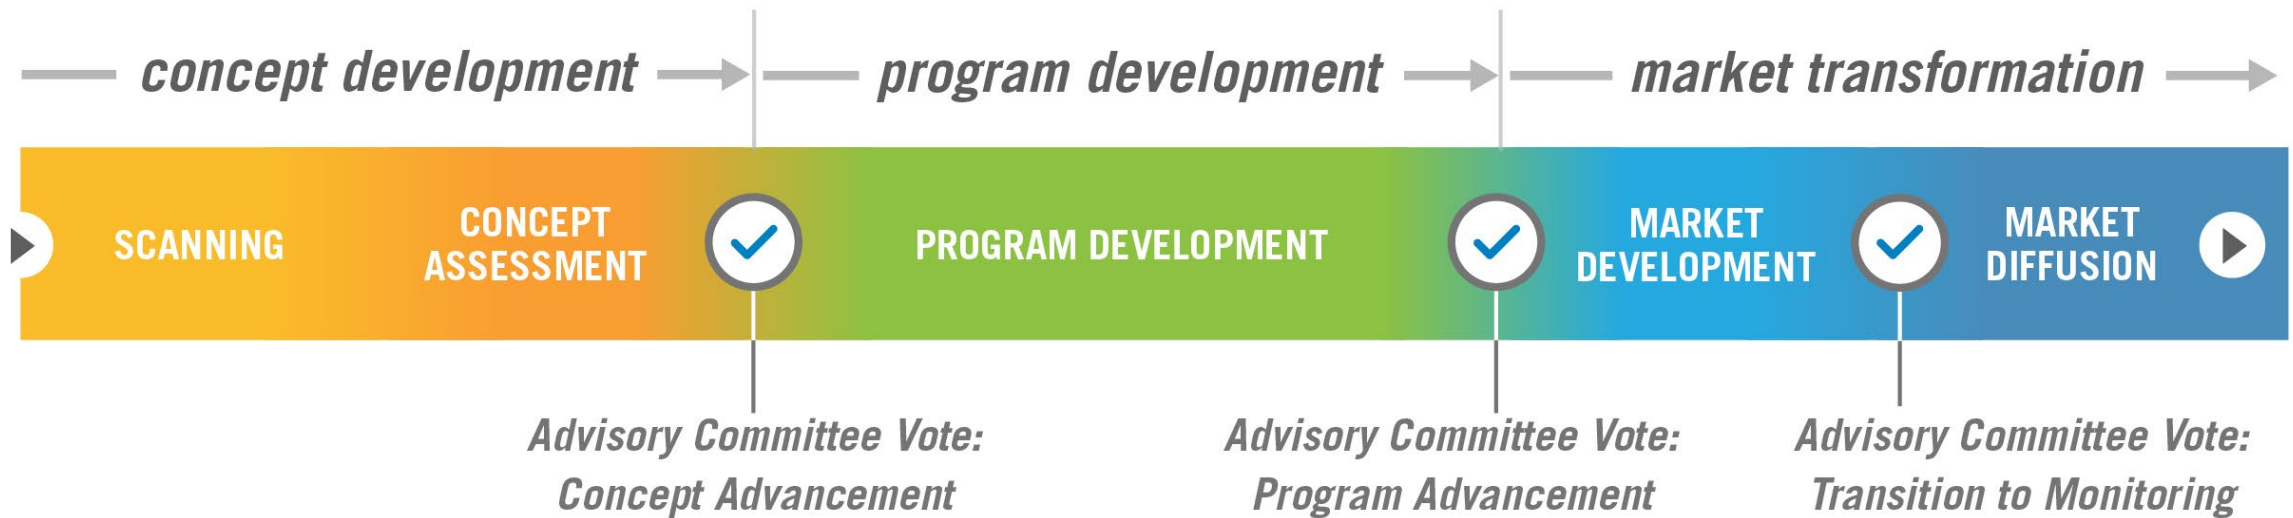 concept development
program development
market transformation
SCANNING
CONCEPT
ASSESSMENT
PROGRAM DEVELOPMENT
MARKET
DEVELOPMENT
MARKET
DIFFUSION
Advisory Committee Vote:
Concept Advancement
Advisory Committee Vote:
Program Advancement
Advisory Committee Vote:
Transition to Monitoring